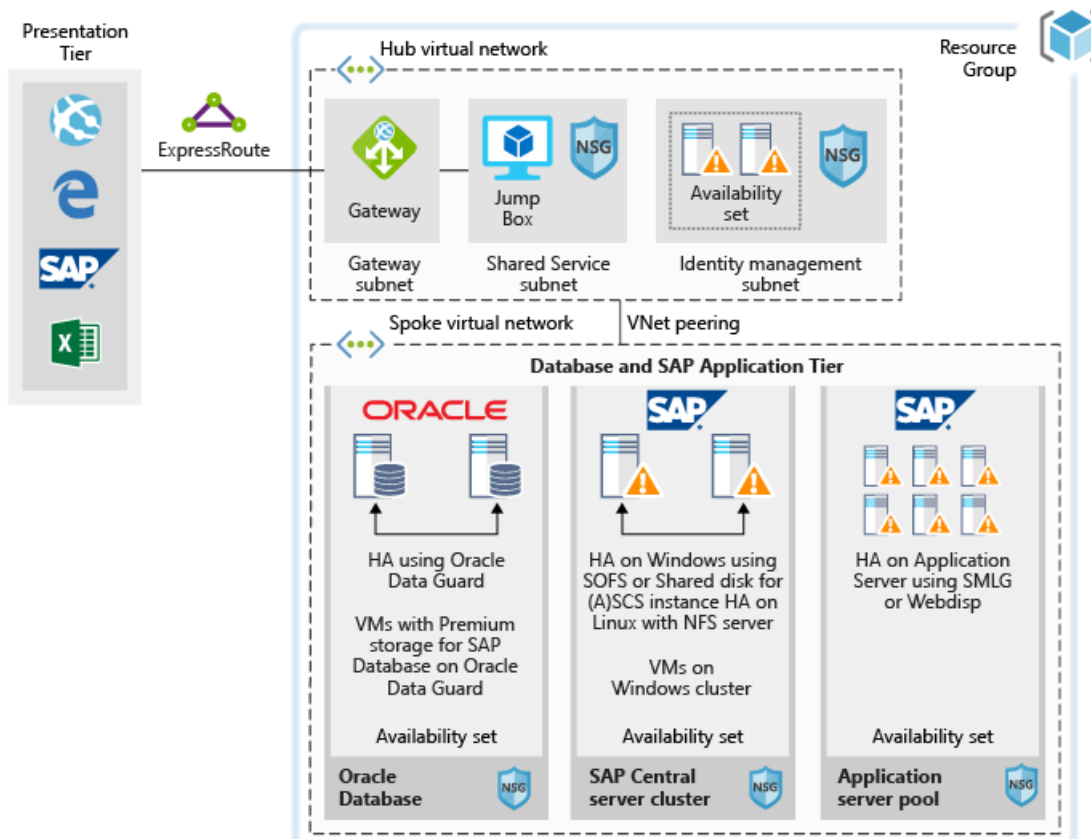 Presentation
Tier
SAP
ExpressRoute
Hub virtual network
Resource
Group
Gateway
Gateway
subnet
Jump
Box
NSG
Shared Service
subnet
Availability
set
NSG
Identity management
subnet
Spoke virtual network
VNet peering
Database and SAP Application Tier
ORACLE
HA using Oracle
Data Guard
VMs with Premium
storage for SAP
Database on Oracle
Data Guard
Availability set
Oracle
Database
NSG
SAP
HA on Windows using
SOFS or Shared disk for
(A)SCS instance HA on
Linux with NFS server
VMs on
Windows cluster
Availability set
SAP Central
server cluster
NSG
SAP
HA on Application
Server using SMLG
or Webdisp
Availability set
Application
server pool
NSG